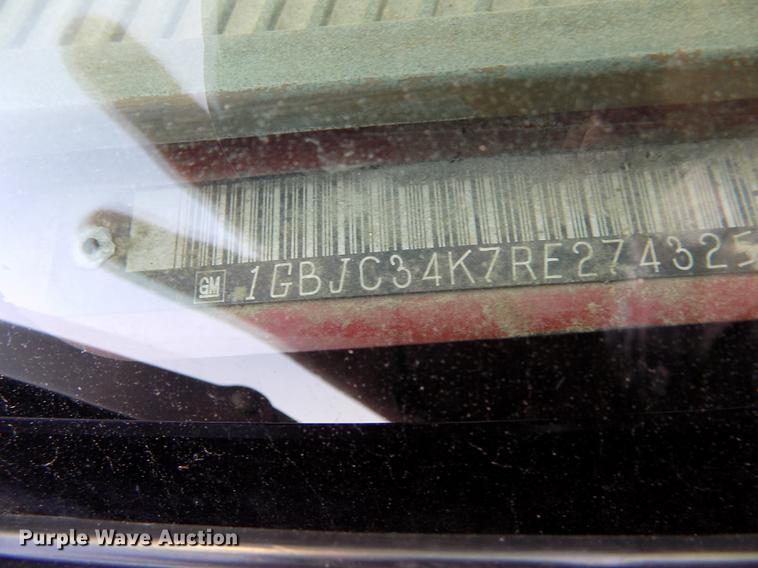 GM 1GBJC34K7RE274325
Purple Wave Auction